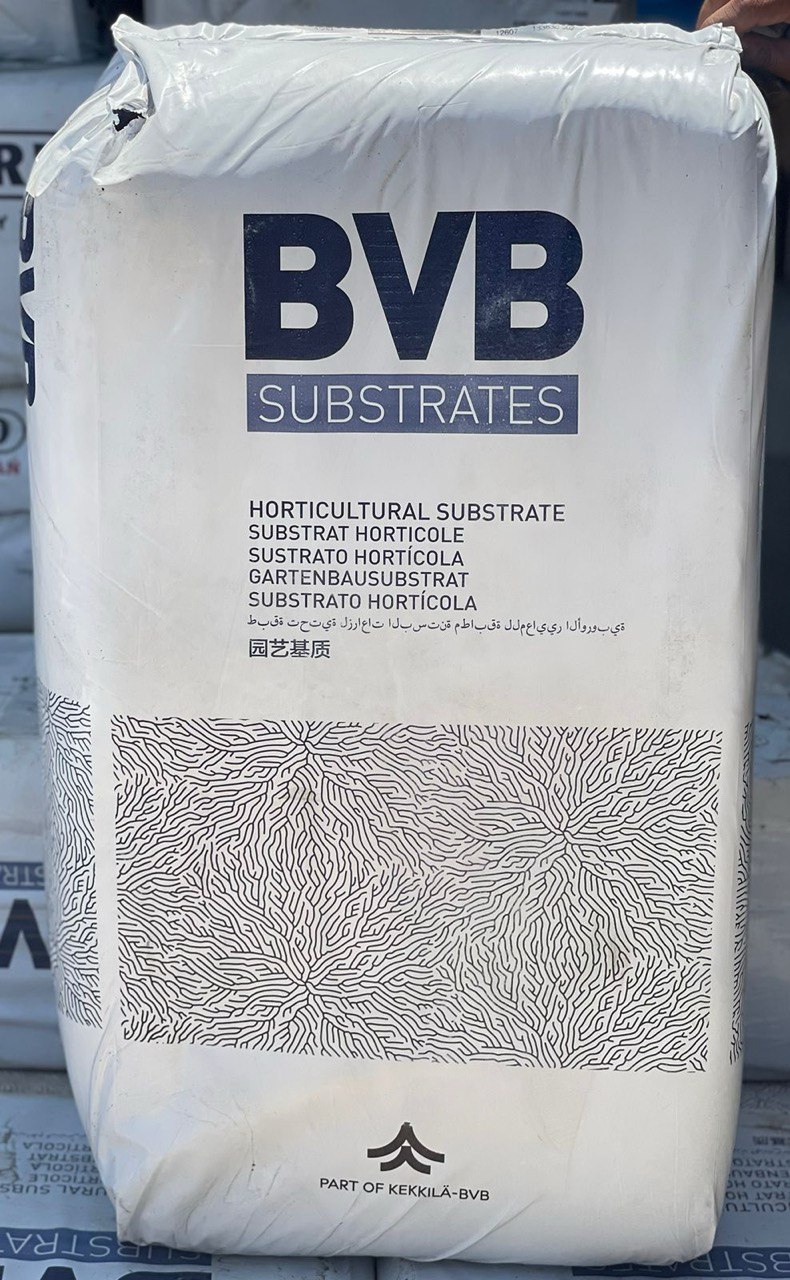 BVB
SUBSTRATES
HORTICULTURAL SUBSTRATE
SUBSTRAT HORTICOLE
SUSTRATO HORTÍCOLA
GARTENBAUSUBSTRAT
SUBSTRATO HORTÍCOLA
طبقة تحتية لزراعات البستنة مطابقة للمعايير الأوروبية
园艺基质
PART OF KEKKILÄ-BVB